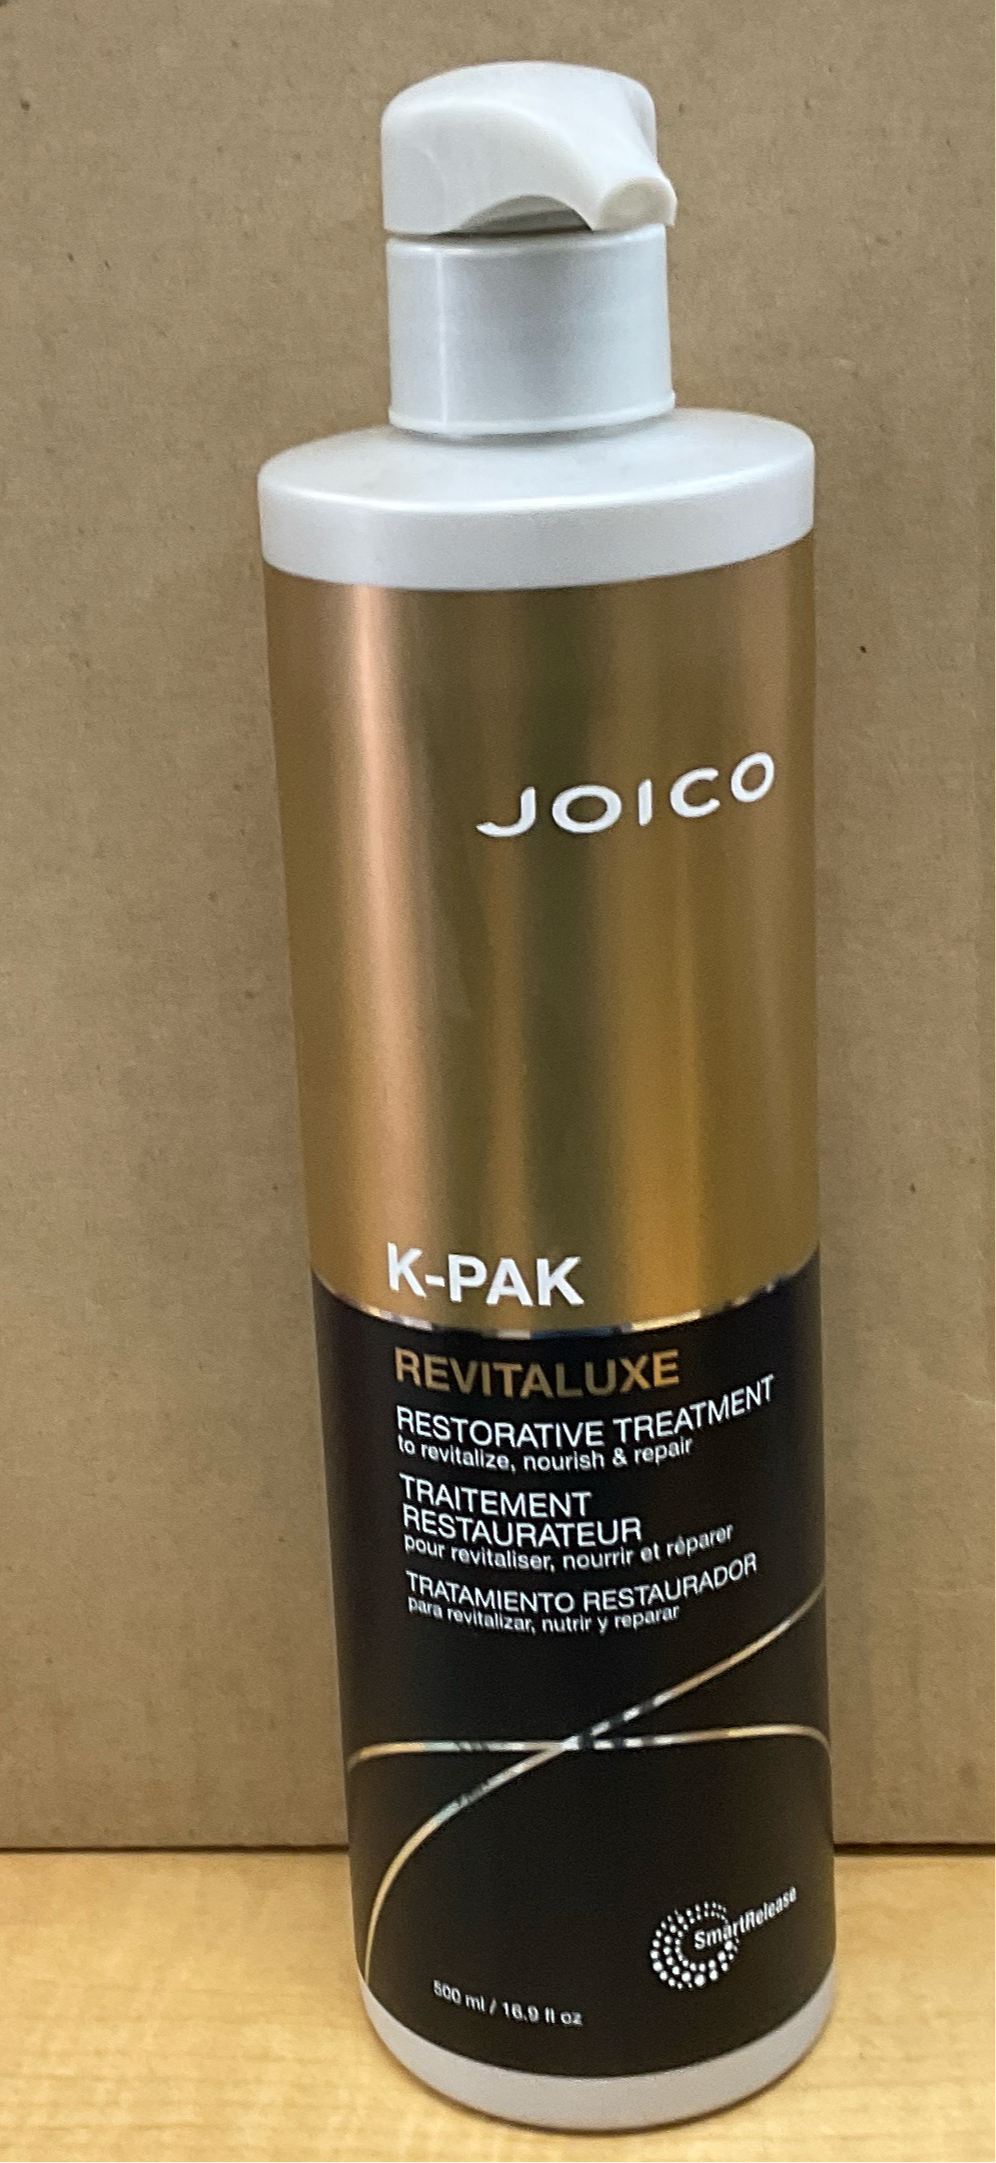 JOICO
K-PAK
REVITALUXE
RESTORATIVE TREATMENT
to revitalize, nourish & repair
TRAITEMENT
RESTAURATEUR
pour revitaliser, nourrir et réparer
TRATAMIENTO RESTAURADOR
para revitalizar, nutrir y reparar
SmartRelease
500 ml / 16.9 fl oz